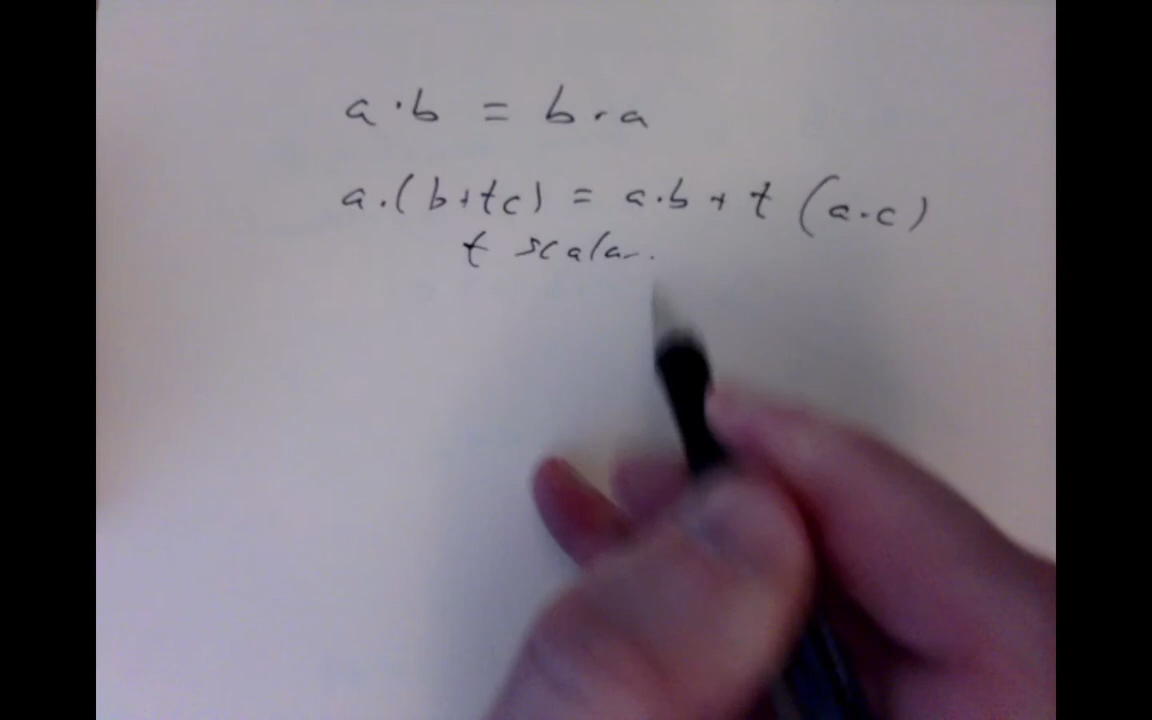 a·b = b·a
a·(b+tc) = a·b + t (a·c)
t scalar.